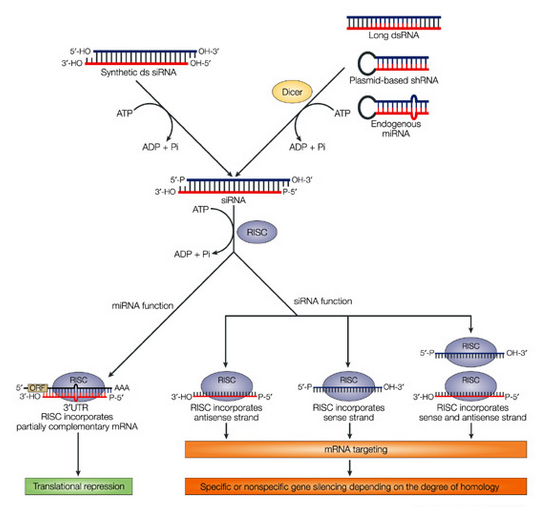 Long dsRNA
5′-HO OH-3′
3′-HO OH-5′
Synthetic ds siRNA
Plasmid-based shRNA
Dicer
ATP
ATP
Endogenous
miRNA
ADP + Pi
ADP + Pi
5′-P OH-3′
3′-HO P-5′
siRNA
ATP
RISC
ADP + Pi
miRNA function
siRNA function
RISC
5′-P OH-3′
RISC
5′ ORF AAA
3′-HO P-5′
3′UTR
RISC incorporates
partially complementary mRNA
RISC
3′-HO P-5′
RISC incorporates
antisense strand
RISC
5′-P OH-3′
RISC incorporates
sense strand
RISC
3′-HO P-5′
RISC incorporates
sense and antisense strand
mRNA targeting
Translational repression
Specific or nonspecific gene silencing depending on the degree of homology